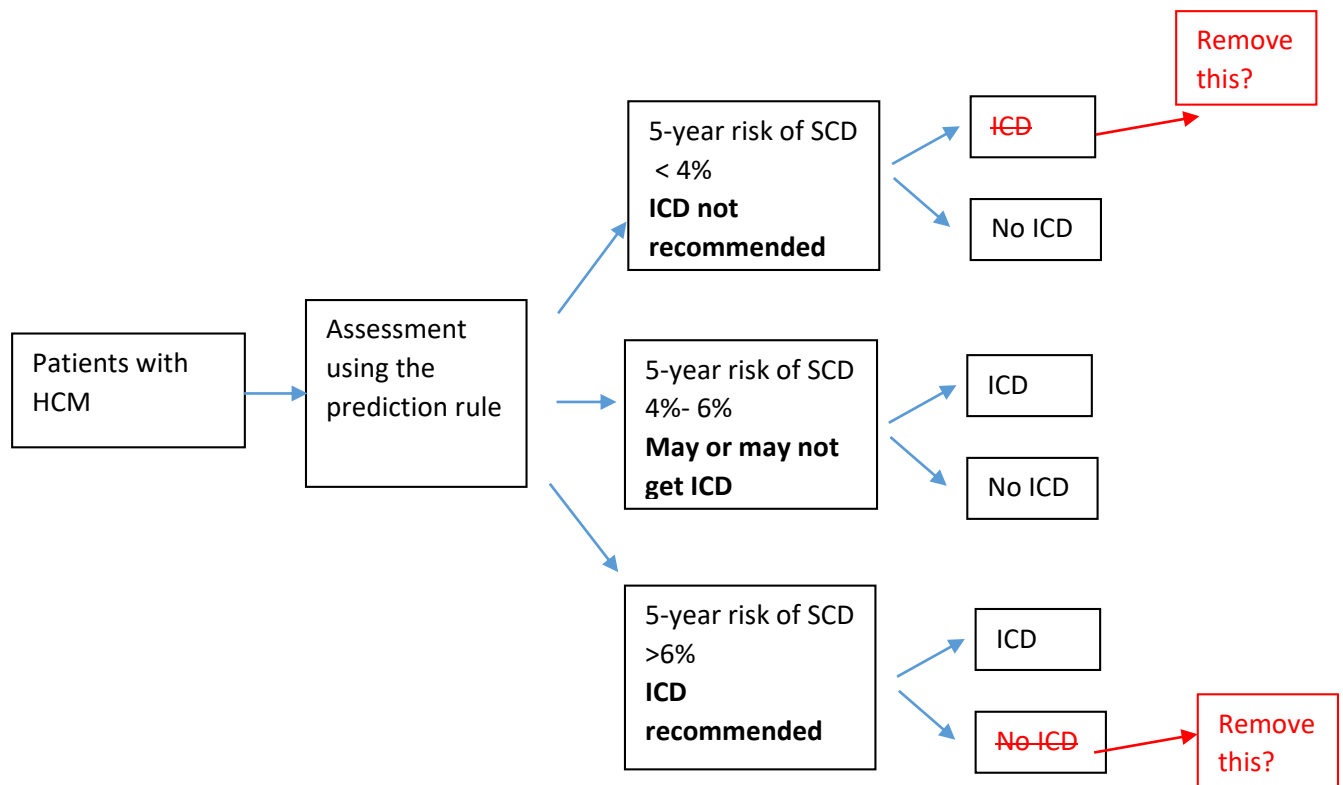 Patients with
HCM
Assessment
using the
prediction rule
5-year risk of SCD
< 4%
ICD not
recommended
ICD
Remove
this?
No ICD
5-year risk of SCD
4%- 6%
May or may not
get ICD
ICD
No ICD
5-year risk of SCD
>6%
ICD
recommended
ICD
No ICD
Remove
this?